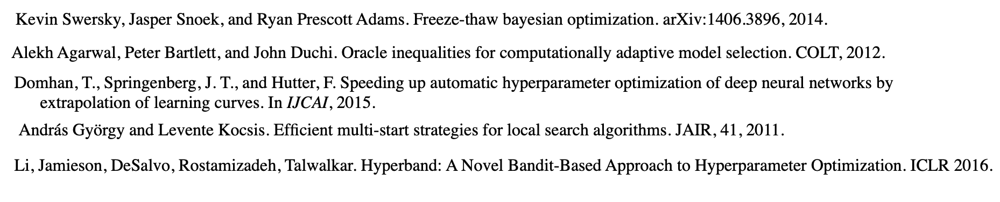 Kevin Swersky, Jasper Snoek, and Ryan Prescott Adams. Freeze-thaw bayesian optimization. arXiv:1406.3896, 2014.
Alekh Agarwal, Peter Bartlett, and John Duchi. Oracle inequalities for computationally adaptive model selection. COLT, 2012.
Domhan, T., Springenberg, J. T., and Hutter, F. Speeding up automatic hyperparameter optimization of deep neural networks by
extrapolation of learning curves. In IJCAI, 2015.
András György and Levente Kocsis. Efficient multi-start strategies for local search algorithms. JAIR, 41, 2011.
Li, Jamieson, DeSalvo, Rostamizadeh, Talwalkar. Hyperband: A Novel Bandit-Based Approach to Hyperparameter Optimization. ICLR 2016.